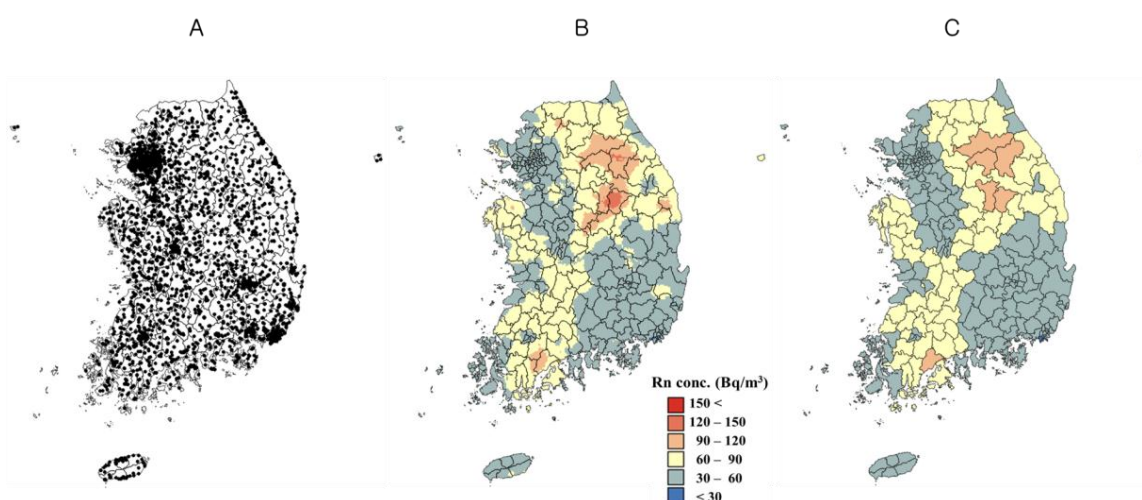 A
B
C
Rn conc. (Bq/m³)
150 <
120 – 150
90 – 120
60 – 90
30 – 60
< 30